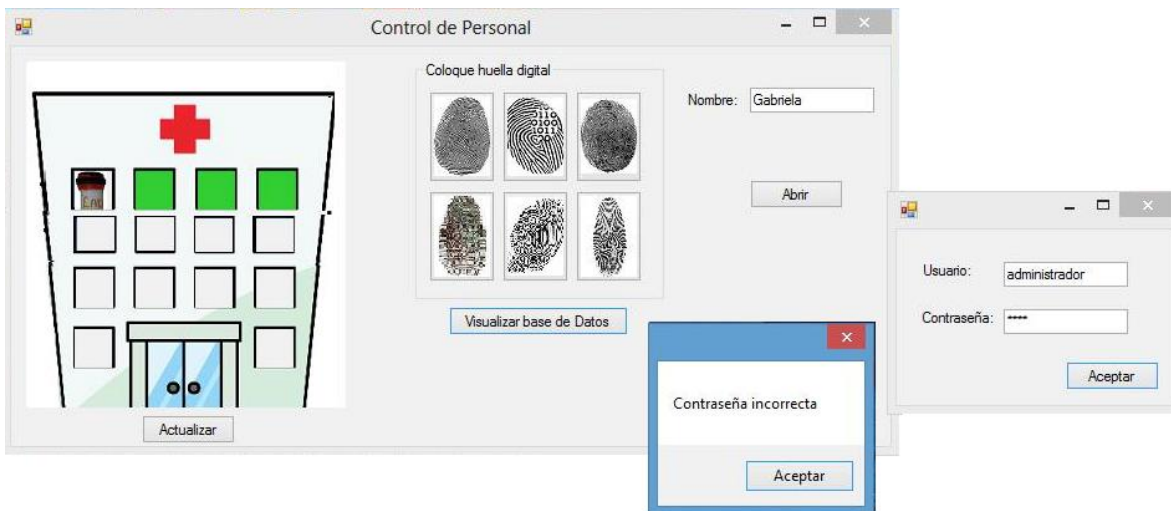 Control de Personal
Coloque huella digital
Nombre: Gabriela
Abrir
Visualizar base de Datos
Actualizar
Usuario: administrador
Contraseña: ****
Aceptar
Contraseña incorrecta
Aceptar